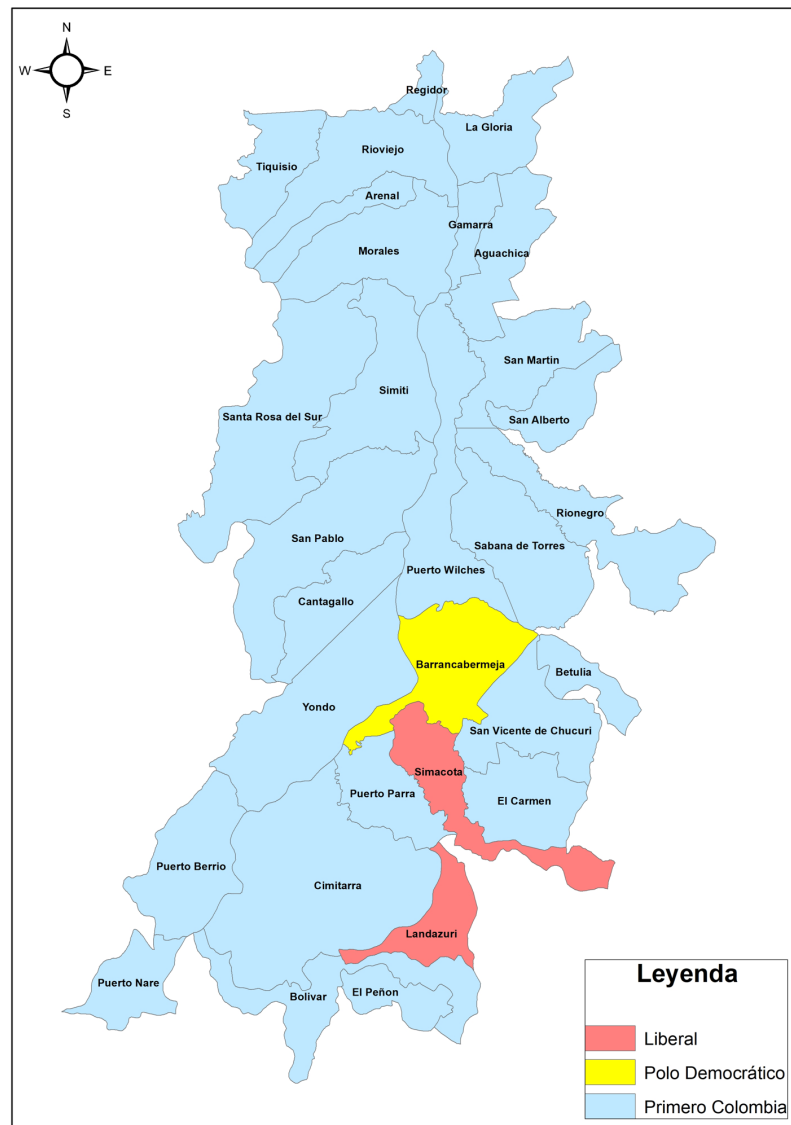 N
W E
S
Regidor
La Gloria
Rioviejo
Tiquisio
Arenal
Gamarra
Morales
Aguachica
San Martin
Simiti
Santa Rosa del Sur
San Alberto
Rionegro
San Pablo
Sabana de Torres
Puerto Wilches
Cantagallo
Barrancabermeja
Betulia
Yondo
San Vicente de Chucuri
Simacota
Puerto Parra
El Carmen
Puerto Berrio
Cimitarra
Landazuri
Puerto Nare
El Peñon
Bolivar
Leyenda
Liberal
Polo Democrático
Primero Colombia